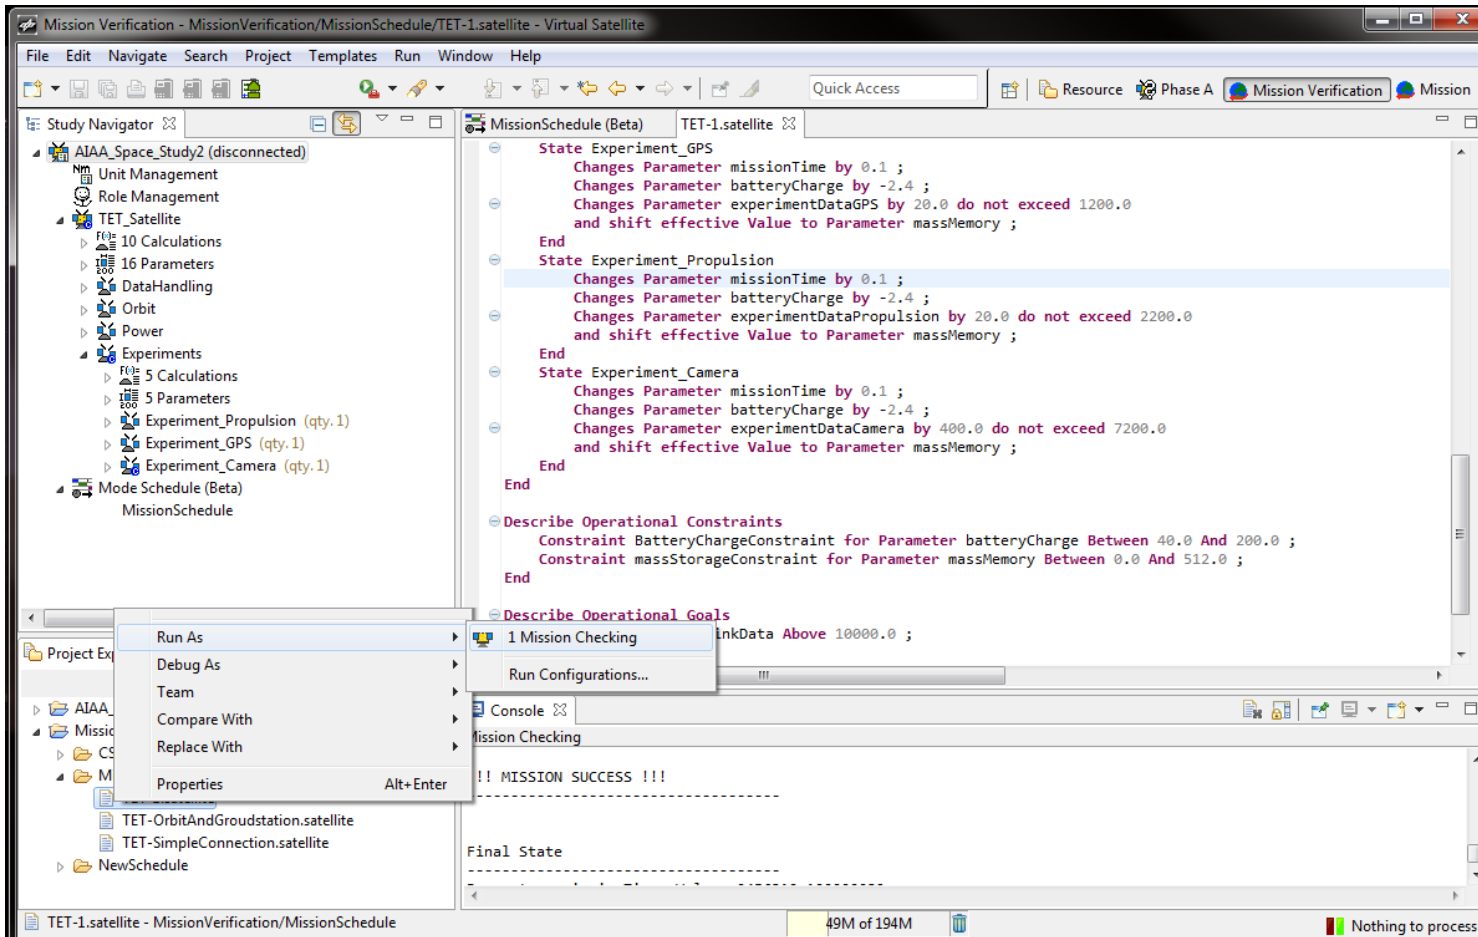 Mission Verification - MissionVerification/MissionSchedule/TET-1.satellite - Virtual Satellite
File Edit Navigate Search Project Templates Run Window Help
Quick Access
Resource Phase A Mission Verification Mission
Study Navigator
AIAA_Space_Study2 (disconnected)
Unit Management
Role Management
TET_Satellite
10 Calculations
16 Parameters
DataHandling
Orbit
Power
Experiments
5 Calculations
5 Parameters
Experiment_Propulsion (qty. 1)
Experiment_GPS (qty. 1)
Experiment_Camera (qty. 1)
Mode Schedule (Beta)
MissionSchedule
MissionSchedule (Beta) TET-1.satellite
State Experiment_GPS
Changes Parameter missionTime by 0.1 ;
Changes Parameter batteryCharge by -2.4 ;
Changes Parameter experimentDataGPS by 20.0 do not exceed 1200.0
and shift effective Value to Parameter massMemory ;
End
State Experiment_Propulsion
Changes Parameter missionTime by 0.1 ;
Changes Parameter batteryCharge by -2.4 ;
Changes Parameter experimentDataPropulsion by 20.0 do not exceed 2200.0
and shift effective Value to Parameter massMemory ;
End
State Experiment_Camera
Changes Parameter missionTime by 0.1 ;
Changes Parameter batteryCharge by -2.4 ;
Changes Parameter experimentDataCamera by 400.0 do not exceed 7200.0
and shift effective Value to Parameter massMemory ;
End
End
Describe Operational Constraints
Constraint BatteryChargeConstraint for Parameter batteryCharge Between 40.0 And 200.0 ;
Constraint massStorageConstraint for Parameter massMemory Between 0.0 And 512.0 ;
End
Describe Operational Goals
inkData Above 10000.0 ;
Run As
Debug As
Team
Compare With
Replace With
Properties Alt+Enter
1 Mission Checking
Run Configurations...
Project Ex
AIAA_
Missio
CS
M
TET-OrbitAndGroudstation.satellite
TET-SimpleConnection.satellite
NewSchedule
Console
Mission Checking
!! MISSION SUCCESS !!!
-----------------------------------
Final State
-----------------------------------
TET-1.satellite - MissionVerification/MissionSchedule
49M of 194M
Nothing to process